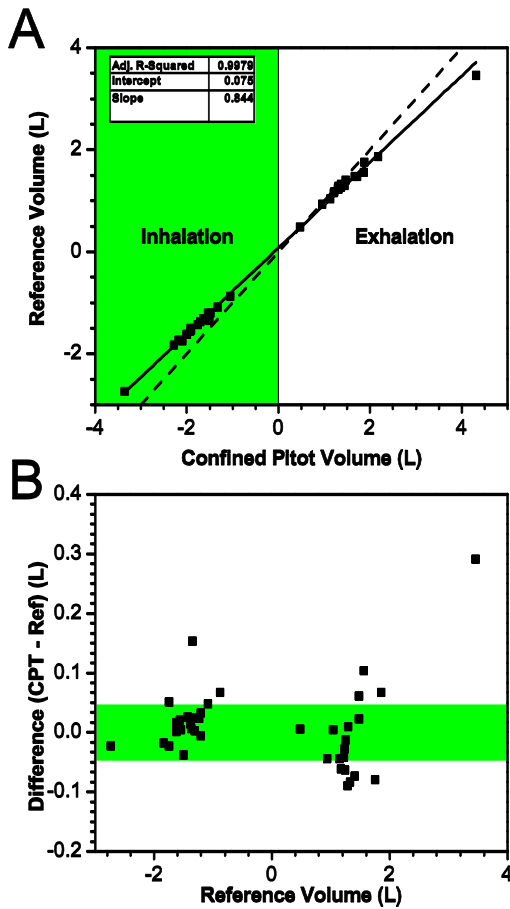 A
4
2
0
-2
Reference Volume (L)
Adj. R-Squared 0.9979
Intercept 0.075
Slope 0.844
Inhalation Exhalation
-4 -2 0 2 4
Confined Pitot Volume (L)
B
0.4
0.3
0.2
0.1
0.0
-0.1
-0.2
Difference (CPT - Ref) (L)
-2 0 2 4
Reference Volume (L)